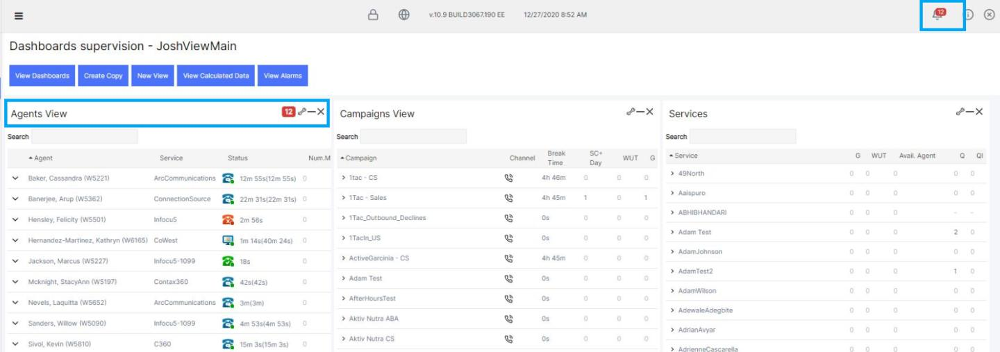 v.10.9 BUILD3067.190 EE 12/27/2020 8:52 AM 12
Dashboards supervision - JoshViewMain
View Dashboards Create Copy New View View Calculated Data View Alarms
Agents View 12
Search
Agent Service Status Num.M
Baker, Cassandra (W5221) ArcCommunications 12m 55s(12m 55s) 0
Banerjee, Arup (W5362) ConnectionSource 22m 31s(22m 31s) 0
Hensley, Felicity (W5501) Infocu5 2m 56s 0
Hernandez-Martinez, Kathryn (W6165) CoWest 1m 14s(40m 24s) 0
Jackson, Marcus (W5227) Infocu5-1099 18s 0
Mcknight, StacyAnn (W5197) Contax360 42s(42s) 0
Nevels, Laquitta (W5652) ArcCommunications 3m(3m) 0
Sanders, Willow (W5090) Infocu5-1099 4m 53s(4m 53s) 0
Sivol, Kevin (W5810) C360 15m 3s(15m 3s) 0
Campaigns View
Search
Campaign Channel Break Time SC+ Day WUT G
1tac - CS 4h 46m 0 0 0
1Tac - Sales 4h 45m 1 0 1
1Tac_Outbound_Declines 0s 0 0 0
1TacIn_US 0s 0 0 0
ActiveGarcinia - CS 4h 45m 0 0 0
Adam Test 0s 0 0 0
AfterHoursTest 0s 0 0 0
Aktiv Nutra ABA 0s 0 0 0
Aktiv Nutra CS 0s 0 0 0
Services
Search
Service G WUT Avail. Agent Q QI
49North 0 0 0 0 0
Aaispuro 0 0 0 0 0
ABHIBHANDARI 0 0 0 - -
Adam Test 0 0 0 2 0
AdamJohnson 0 0 0 0 0
AdamTest2 0 0 0 1 0
AdamWilson 0 0 0 0 0
AdewaleAdegbite 0 0 0 0 0
AdrianAvyar 0 0 0 0 0
AdrienneCascarella 0 0 0 0 0